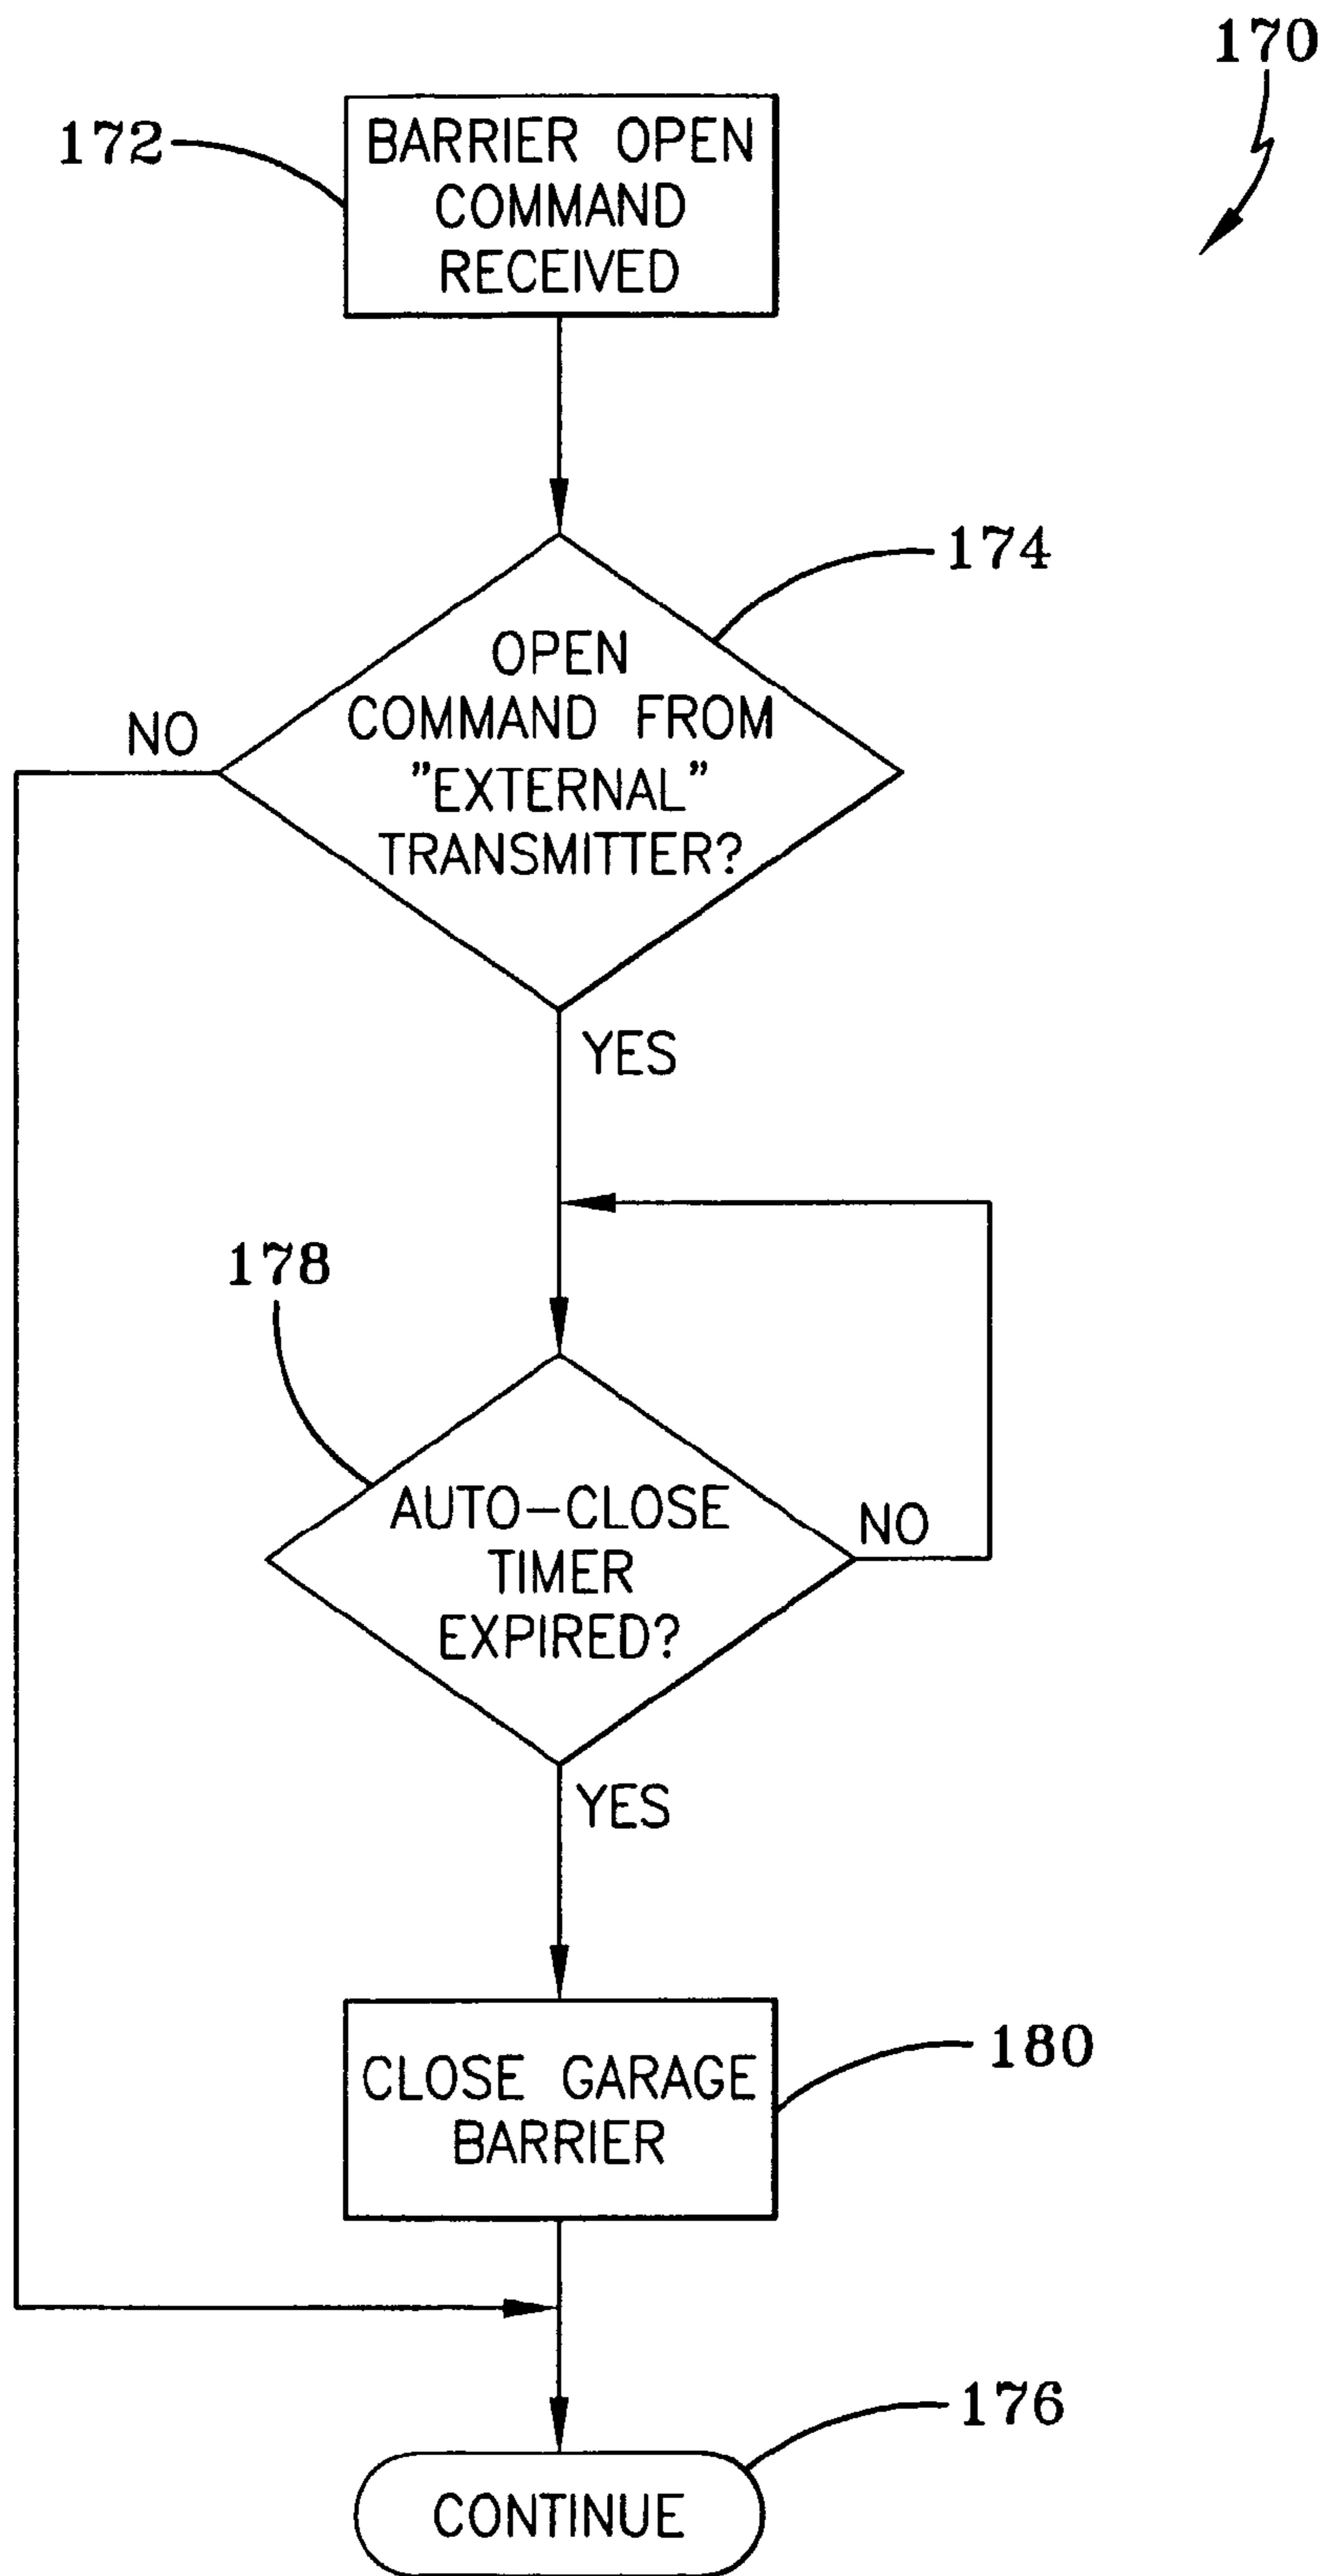 170
172
BARRIER OPEN
COMMAND
RECEIVED
174
OPEN
COMMAND FROM
"EXTERNAL"
TRANSMITTER?
NO
YES
178
AUTO-CLOSE
TIMER
EXPIRED?
NO
YES
CLOSE GARAGE
BARRIER
180
176
CONTINUE